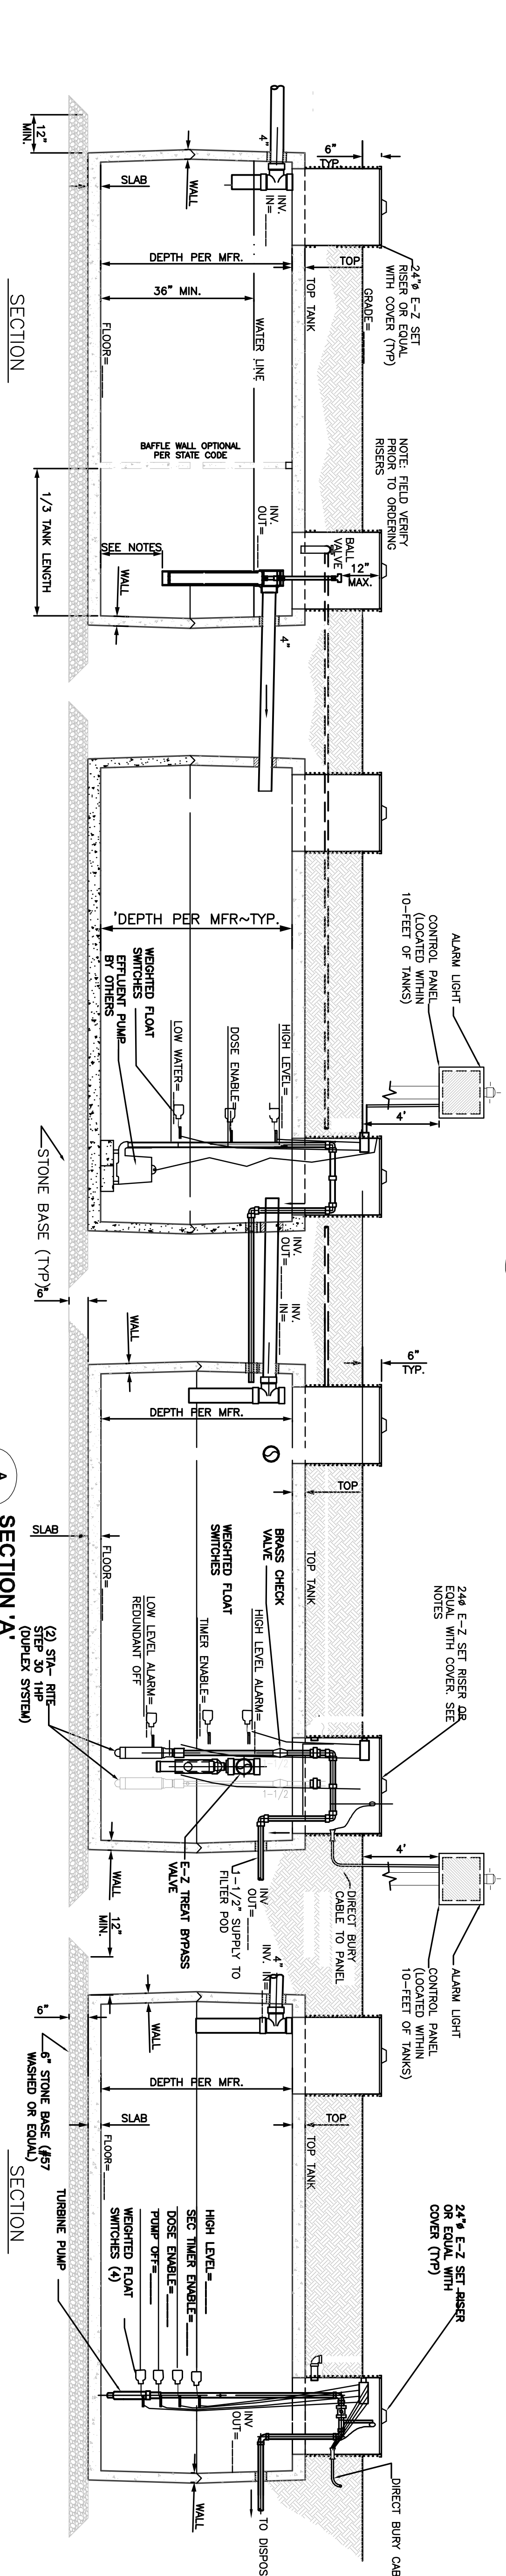 6"
TYP.
24"ø E-Z SET
RISER OR EQUAL
WITH COVER (TYP)
GRADE=
TOP
TOP TANK
4"
INV.
IN=
12"
MIN.
SLAB
WALL
DEPTH PER MFR.
36" MIN.
WATER LINE
FLOOR=
SECTION
NOTE: FIELD VERIFY
PRIOR TO ORDERING
RISERS
BALL
VALVE
12"
MAX.
BAFFLE WALL OPTIONAL
PER STATE CODE
INV.
OUT=
1/3 TANK LENGTH
SEE NOTES
WALL
4"
'DEPTH PER MFR~TYP.
ALARM LIGHT
CONTROL PANEL
(LOCATED WITHIN
10-FEET OF TANKS)
4'
HIGH LEVEL=
DOSE ENABLE=
LOW WATER=
WEIGHTED FLOAT
SWITCHES
EFFLUENT PUMP
BY OTHERS
STONE BASE (TYP)
6"
INV.
OUT=
INV.
IN=
WALL
6"
TYP.
DEPTH PER MFR.
TOP
TOP TANK
SLAB
FLOOR=
A
SECTION 'A'
24ø E-Z SET RISER OR
EQUAL WITH COVER. SEE
NOTES
BRASS CHECK
VALVE
WEIGHTED FLOAT
SWITCHES
HIGH LEVEL ALARM=
TIMER ENABLE=
LOW LEVEL ALARM=
REDUNDANT OFF
(2) STA- RITE
STEP 30 1HP
(DUPLEX SYSTEM)
1-1/2
E-Z TREAT BYPASS
VALVE
1-1/2" SUPPLY TO
FILTER POD
INV
OUT=
DIRECT BURY
CABLE TO PANEL
4'
ALARM LIGHT
CONTROL PANEL
(LOCATED WITHIN
10-FEET OF TANKS)
WALL
12"
MIN.
4"
INV.
IN=
WALL
6"
6" STONE BASE (#57
WASHED OR EQUAL)
DEPTH PER MFR.
SLAB
TOP
TOP TANK
FLOOR=
SECTION
TURBINE PUMP
24"ø E-Z SET RISER
OR EQUAL WITH
COVER (TYP)
HIGH LEVEL=
SEC TIMER ENABLE=
DOSE ENABLE=
PUMP OFF=
WEIGHTED FLOAT
SWITCHES (4)
INV
OUT=
WALL
DIRECT BURY CAB
TO DISPOS